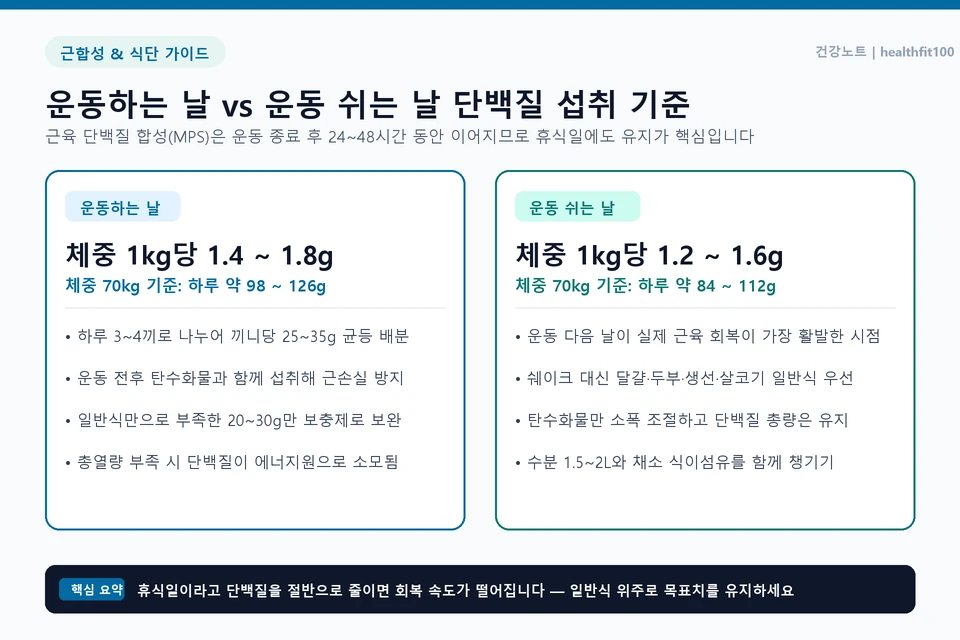 근합성 & 식단 가이드
건강노트 | healthfit100
운동하는 날 vs 운동 쉬는 날 단백질 섭취 기준
근육 단백질 합성(MPS)은 운동 종료 후 24~48시간 동안 이어지므로 휴식일에도 유지가 핵심입니다
운동하는 날
체중 1kg당 1.4 ~ 1.8g
체중 70kg 기준: 하루 약 98 ~ 126g
• 하루 3~4끼로 나누어 끼니당 25~35g 균등 배분
• 운동 전후 탄수화물과 함께 섭취해 근손실 방지
• 일반식만으로 부족한 20~30g만 보충제로 보완
• 총열량 부족 시 단백질이 에너지원으로 소모됨
운동 쉬는 날
체중 1kg당 1.2 ~ 1.6g
체중 70kg 기준: 하루 약 84 ~ 112g
• 운동 다음 날이 실제 근육 회복이 가장 활발한 시점
• 쉐이크 대신 달걀·두부·생선·살코기 일반식 우선
• 탄수화물만 소폭 조절하고 단백질 총량은 유지
• 수분 1.5~2L와 채소 식이섬유를 함께 챙기기
핵심 요약 휴식일이라고 단백질을 절반으로 줄이면 회복 속도가 떨어집니다 — 일반식 위주로 목표치를 유지하세요